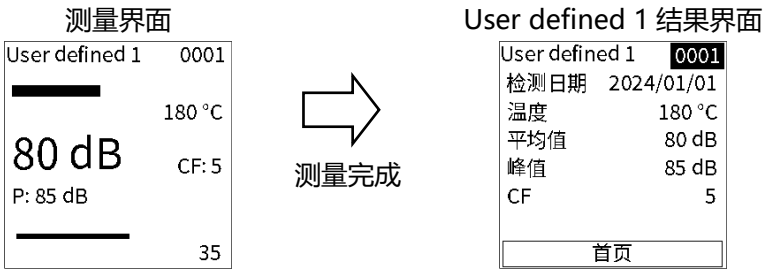 测量界面
User defined 1 0001
180 °C
80 dB
CF: 5
P: 85 dB
35
测量完成
User defined 1 结果界面
User defined 1 0001
检测日期 2024/01/01
温度 180 °C
平均值 80 dB
峰值 85 dB
CF 5
首页